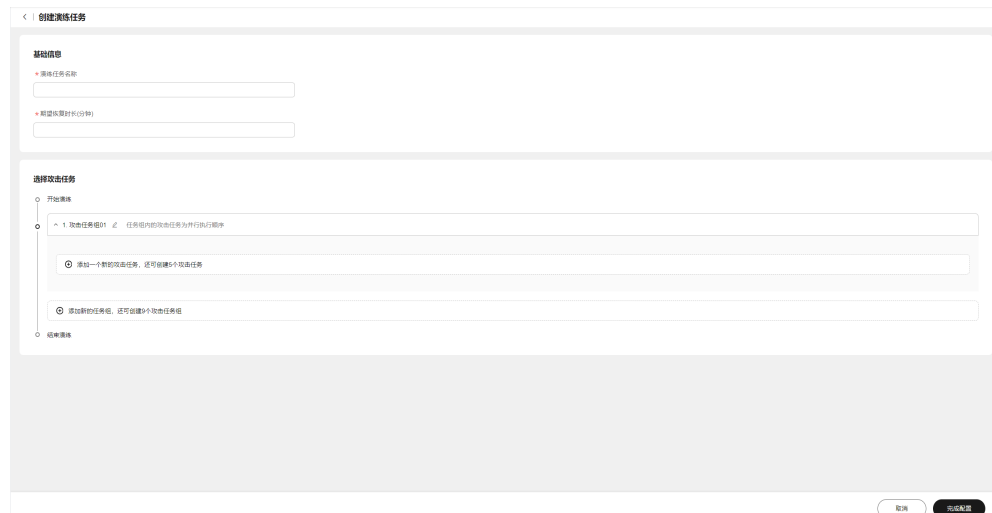 创建演练任务
基础信息
* 演练任务名称
* 期望恢复时长(分钟)
选择攻击任务
开始演练
1. 攻击任务组01 任务组内的攻击任务为并行执行顺序
添加一个新的攻击任务，还可创建5个攻击任务
添加新的任务组，还可创建9个攻击任务组
结束演练
取消 完成配置